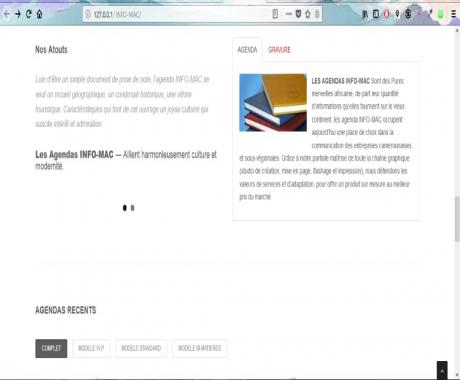 127.0.0.1/INFO-MAC/
Nos Atouts
Loin d'être un simple document de prise de note, l'agenda INFO-MAC se
veut un recueil géographique, un condensé historique, une vitrine
touristique. Caractéristiques qui font de cet ouvrage un joyau culturel qui
suscite intérêt et admiration.
Les Agendas INFO-MAC — Allient harmonieusement culture et
modernité.
AGENDA GRAVURE
LES AGENDAS INFO-MAC Sont des Pures
merveilles africaine, de part leur quantité
d'informations qu'elles fournent sur le vieux
continent. les agenda INFO-MAC occupent
aujourd'hui une place de choix dans la
communication des entreprises camerounaises
et sous-régionales. Grâce à notre parfaite maîtrise de toute la chaîne graphique
(studio de création, mise en page, flashage et impression), nous défendons les
valeurs de services et d'adaptation. pour offrir un produit sur mesure au meilleur
prix du marché
AGENDAS RECENTS
COMPLET MODELE VLP MODELE STANDARD MODELE BI-MATIERES